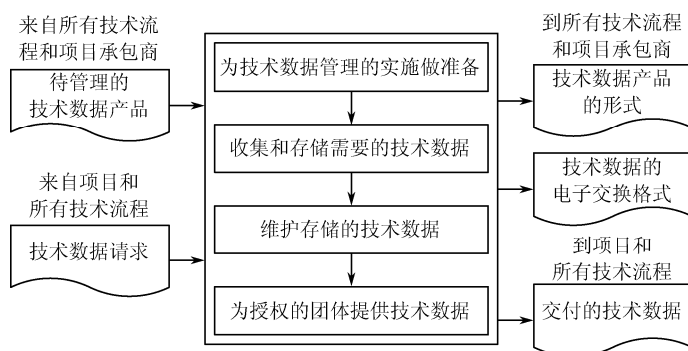 来自所有技术流
程和项目承包商
待管理的
技术数据产品
来自项目和
所有技术流程
技术数据请求
为技术数据管理的实施做准备
收集和存储需要的技术数据
维护存储的技术数据
为授权的团体提供技术数据
到所有技术流程
和项目承包商
技术数据产品
的形式
技术数据的
电子交换格式
到项目和
所有技术流程
交付的技术数据